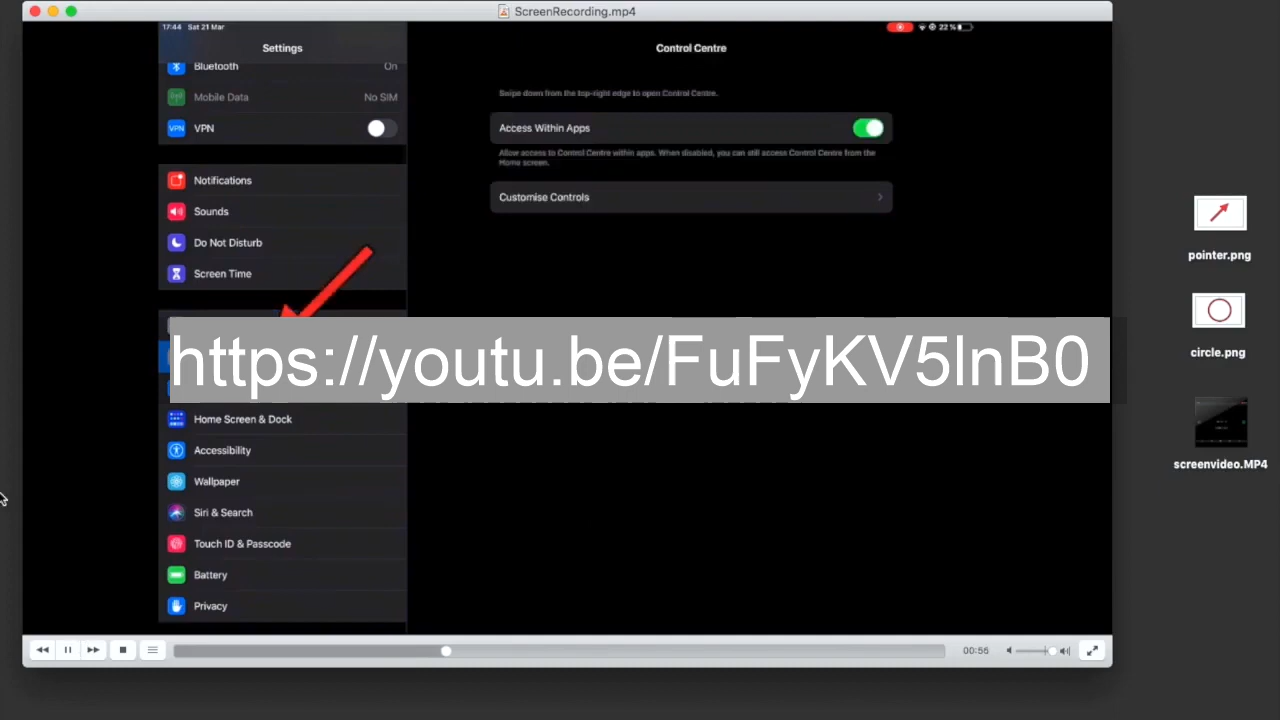 ScreenRecording.mp4
17:44 Sat 21 Mar
22 %
Settings
Control Centre
Bluetooth On
Mobile Data No SIM
VPN VPN
Notifications
Sounds
Do Not Disturb
Screen Time
Home Screen & Dock
Accessibility
Wallpaper
Siri & Search
Touch ID & Passcode
Battery
Privacy
Swipe down from the top-right edge to open Control Centre.
Access Within Apps
Allow access to Control Centre within apps. When disabled, you can still access Control Centre from the
Home screen.
Customise Controls
https://youtu.be/FuFyKV5lnB0
pointer.png
circle.png
screenvideo.MP4
00:56